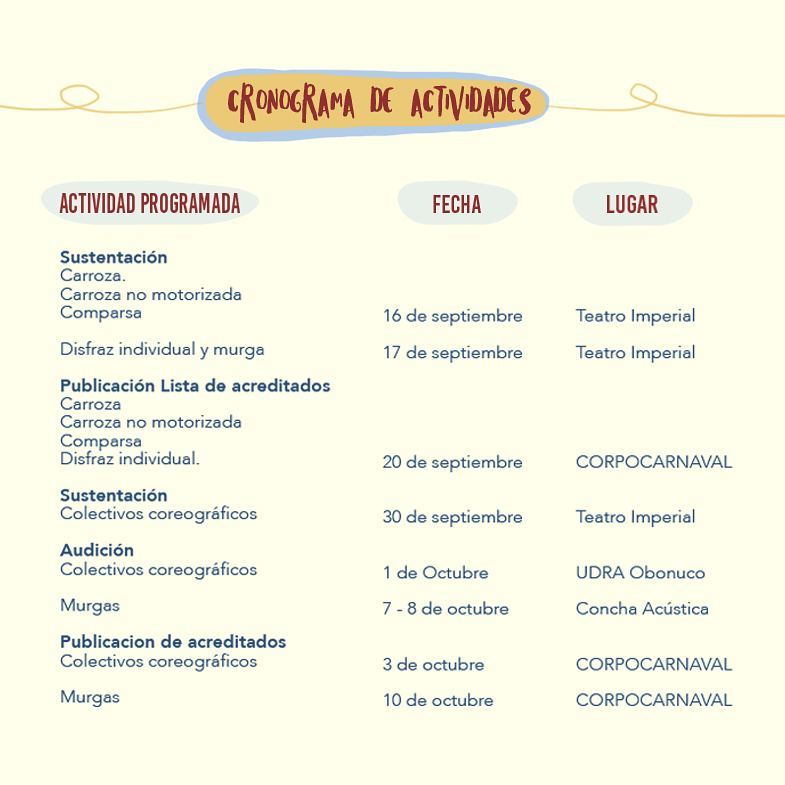 CRONOGRAMA DE ACTIVIDADES
ACTIVIDAD PROGRAMADA FECHA LUGAR
Sustentación
Carroza.
Carroza no motorizada
Comparsa 16 de septiembre Teatro Imperial
Disfraz individual y murga 17 de septiembre Teatro Imperial
Publicación Lista de acreditados
Carroza
Carroza no motorizada
Comparsa
Disfraz individual. 20 de septiembre CORPOCARNAVAL
Sustentación
Colectivos coreográficos 30 de septiembre Teatro Imperial
Audición
Colectivos coreográficos 1 de Octubre UDRA Obonuco
Murgas 7 - 8 de octubre Concha Acústica
Publicacion de acreditados
Colectivos coreográficos 3 de octubre CORPOCARNAVAL
Murgas 10 de octubre CORPOCARNAVAL